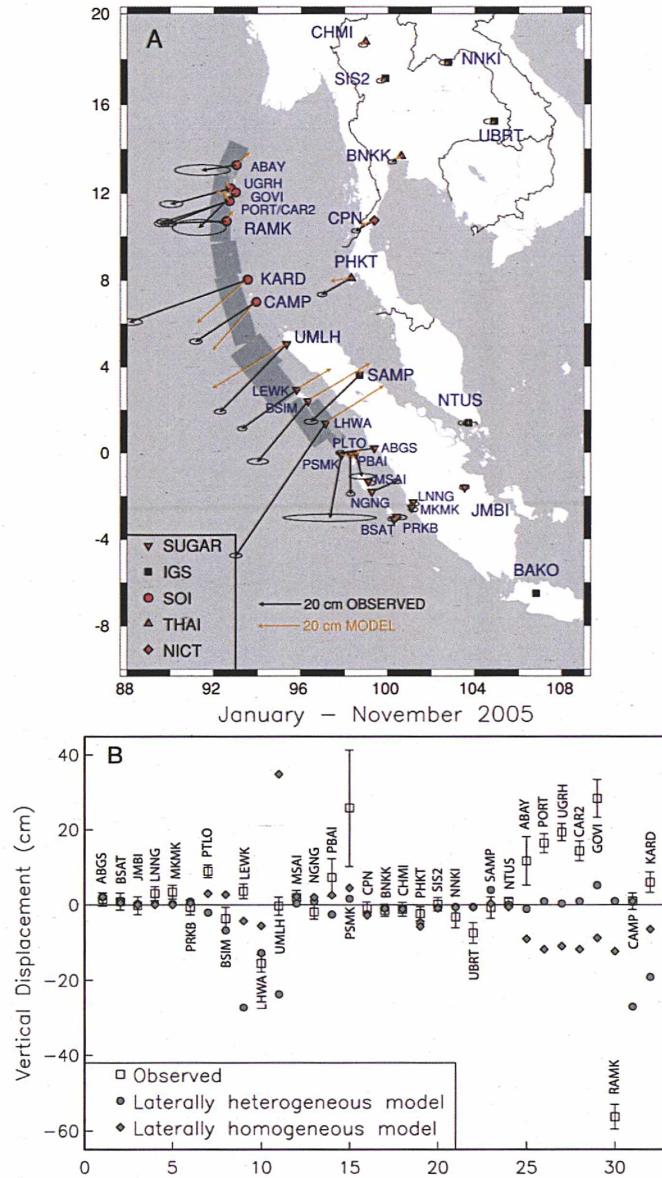 A
20
16
12
8
4
0
-4
-8
CHMI
NNKI
SIS2
UBRT
BNKK
ABAY
UGRH
GOVI
PORT/CAR2
RAMK
CPN
PHKT
KARD
CAMP
UMLH
SAMP
LEWK
BSIM
LHWA
NTUS
PLTO
ABGS
PSMK
PBAI
MSAI
NGNG
LNNG
MKMK
JMBI
BSAT
PRKB
BAKO
SUGAR
IGS
SOI
THAI
NICT
20 cm OBSERVED
20 cm MODEL
88 92 96 100 104 108
January – November 2005
B
Vertical Displacement (cm)
40
20
0
-20
-40
-60
ABGS
BSAT
JMBI
LNNG
MKMK
PRKB
PTLO
BSIM
LEWK
LHWA
UMLH
MSAI
NGNG
PBAI
PSMK
CPN
BNKK
CHMI
PHKT
SIS2
NNKI
UBRT
SAMP
NTUS
ABAY
PORT
UGRH
CAR2
GOVI
RAMK
CAMP
KARD
Observed
Laterally heterogeneous model
Laterally homogeneous model
0 5 10 15 20 25 30